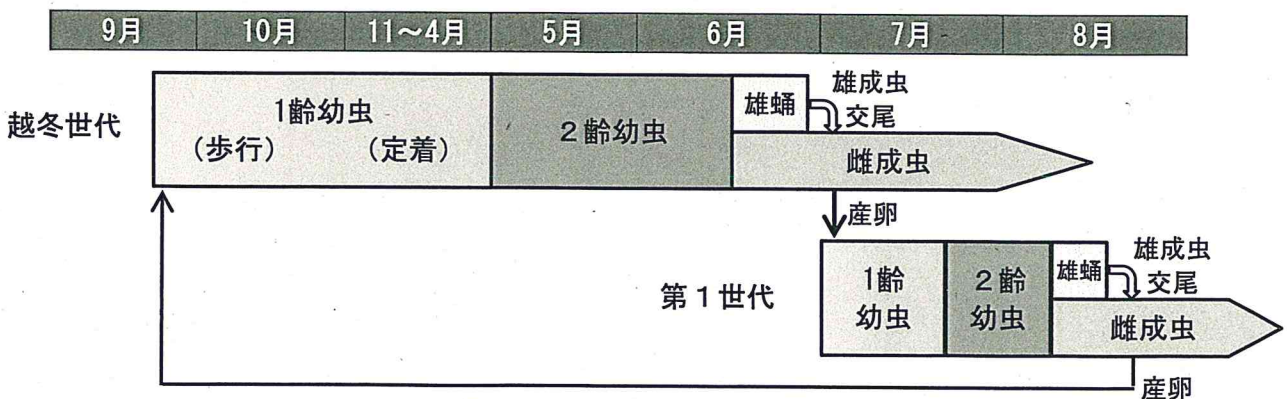 9月 10月 11～4月 5月 6月 7月 8月
越冬世代
1齢幼虫
(歩行) (定着)
2齢幼虫
雄蛹
雄成虫
交尾
雌成虫
産卵
第1世代
1齢
幼虫
2齢
幼虫
雄蛹
雄成虫
交尾
雌成虫
産卵